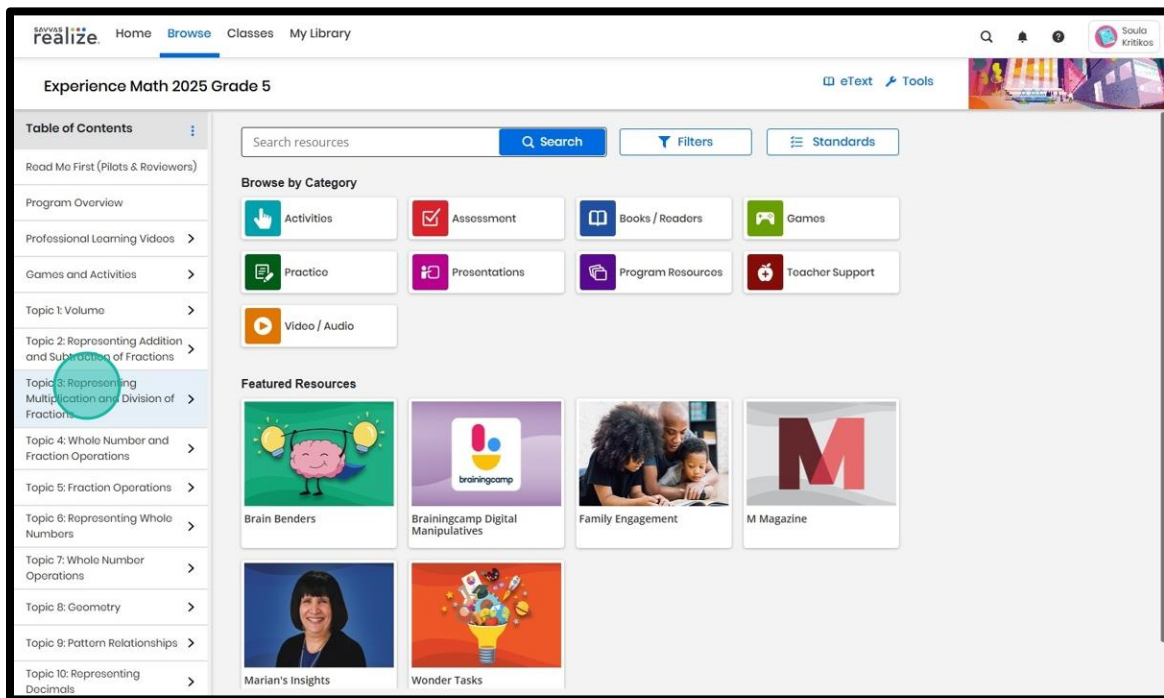 SAVVAS
realize.
Home Browse Classes My Library
Soula
Kritikos
Experience Math 2025 Grade 5
eText Tools
Table of Contents
Read Me First (Pilots & Reviewers)
Program Overview
Professional Learning Videos
Games and Activities
Topic 1: Volume
Topic 2: Representing Addition
and Subtraction of Fractions
Topic 3: Representing
Multiplication and Division of
Fractions
Topic 4: Whole Number and
Fraction Operations
Topic 5: Fraction Operations
Topic 6: Representing Whole
Numbers
Topic 7: Whole Number
Operations
Topic 8: Geometry
Topic 9: Pattern Relationships
Topic 10: Representing
Decimals
Search resources Search Filters Standards
Browse by Category
Activities Assessment Books / Readers Games
Practice Presentations Program Resources Teacher Support
Video / Audio
Featured Resources
brainingcamp
M
Brain Benders
Brainingcamp Digital
Manipulatives
Family Engagement
M Magazine
Marian's Insights
Wonder Tasks